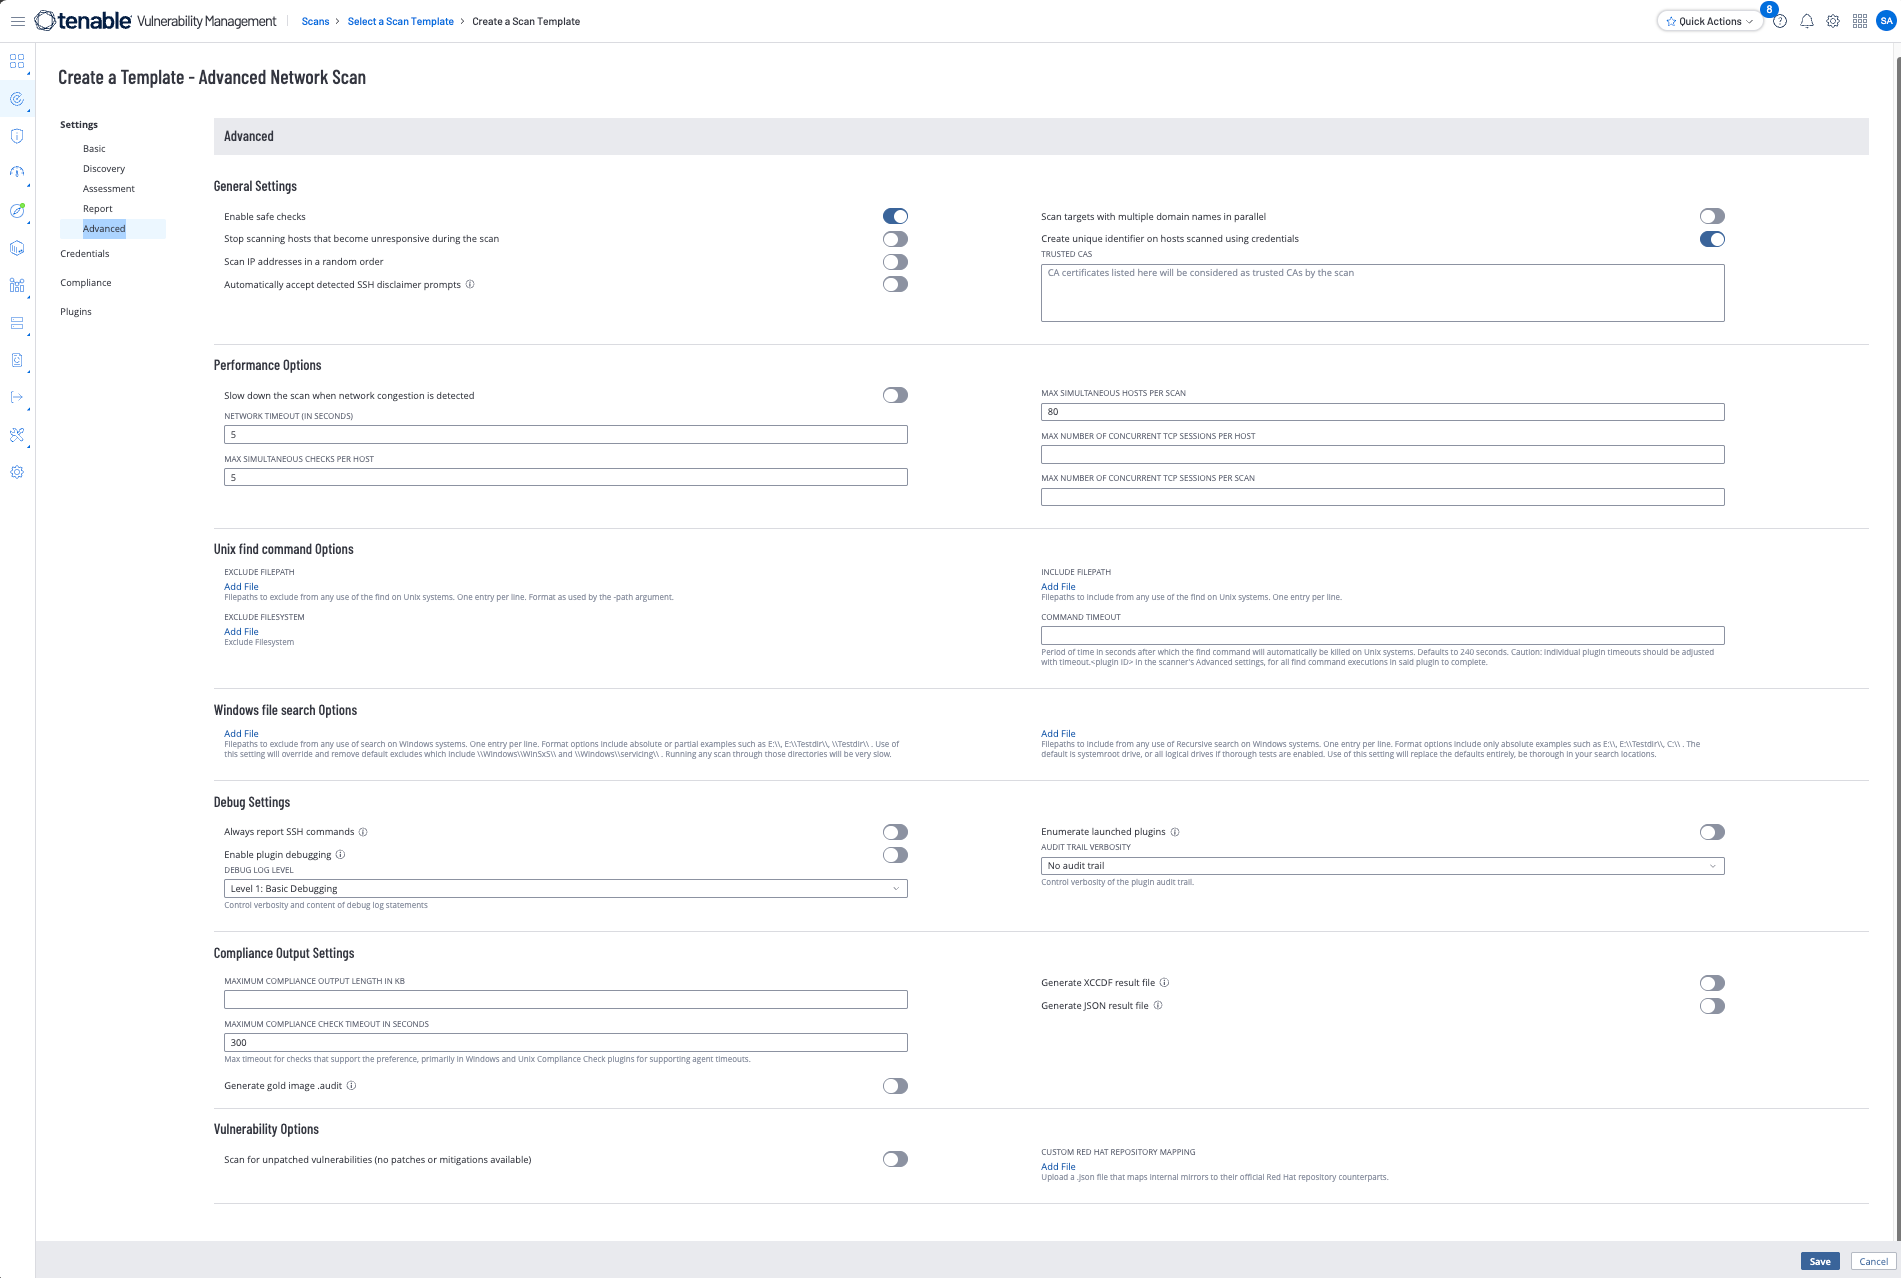 tenable Vulnerability Management
Scans > Select a Scan Template > Create a Scan Template
Quick Actions
8
SA
Create a Template - Advanced Network Scan
Settings
Basic
Discovery
Assessment
Report
Advanced
Credentials
Compliance
Plugins
Advanced
General Settings
Enable safe checks
Stop scanning hosts that become unresponsive during the scan
Scan IP addresses in a random order
Automatically accept detected SSH disclaimer prompts
Scan targets with multiple domain names in parallel
Create unique identifier on hosts scanned using credentials
TRUSTED CAS
CA certificates listed here will be considered as trusted CAs by the scan
Performance Options
Slow down the scan when network congestion is detected
NETWORK TIMEOUT (IN SECONDS)
5
MAX SIMULTANEOUS CHECKS PER HOST
5
MAX SIMULTANEOUS HOSTS PER SCAN
80
MAX NUMBER OF CONCURRENT TCP SESSIONS PER HOST
MAX NUMBER OF CONCURRENT TCP SESSIONS PER SCAN
Unix find command Options
EXCLUDE FILEPATH
Add File
Filepaths to exclude from any use of the find on Unix systems. One entry per line. Format as used by the -path argument.
EXCLUDE FILESYSTEM
Add File
Exclude Filesystem
INCLUDE FILEPATH
Add File
Filepaths to include from any use of the find on Unix systems. One entry per line.
COMMAND TIMEOUT
Period of time in seconds after which the find command will automatically be killed on Unix systems. Defaults to 240 seconds. Caution: individual plugin timeouts should be adjusted
with timeout.<plugin ID> in the scanner's Advanced settings, for all find command executions in said plugin to complete.
Windows file search Options
Add File
Filepaths to exclude from any use of search on Windows systems. One entry per line. Format options include absolute or partial examples such as E:\\, E:\\Testdir\\, \\Testdir\\ . Use of
this setting will override and remove default excludes which include \\Windows\\WinSxS\\ and \\Windows\\servicing\\ . Running any scan through those directories will be very slow.
Add File
Filepaths to include from any use of Recursive search on Windows systems. One entry per line. Format options include only absolute examples such as E:\\, E:\\Testdir\\, C:\\ . The
default is systemroot drive, or all logical drives if thorough tests are enabled. Use of this setting will replace the defaults entirely, be thorough in your search locations.
Debug Settings
Always report SSH commands
Enable plugin debugging
DEBUG LOG LEVEL
Level 1: Basic Debugging
Control verbosity and content of debug log statements
Enumerate launched plugins
AUDIT TRAIL VERBOSITY
No audit trail
Control verbosity of the plugin audit trail.
Compliance Output Settings
MAXIMUM COMPLIANCE OUTPUT LENGTH IN KB
MAXIMUM COMPLIANCE CHECK TIMEOUT IN SECONDS
300
Max timeout for checks that support the preference, primarily in Windows and Unix Compliance Check plugins for supporting agent timeouts.
Generate gold image .audit
Generate XCCDF result file
Generate JSON result file
Vulnerability Options
Scan for unpatched vulnerabilities (no patches or mitigations available)
CUSTOM RED HAT REPOSITORY MAPPING
Add File
Upload a .json file that maps internal mirrors to their official Red Hat repository counterparts.
Save
Cancel